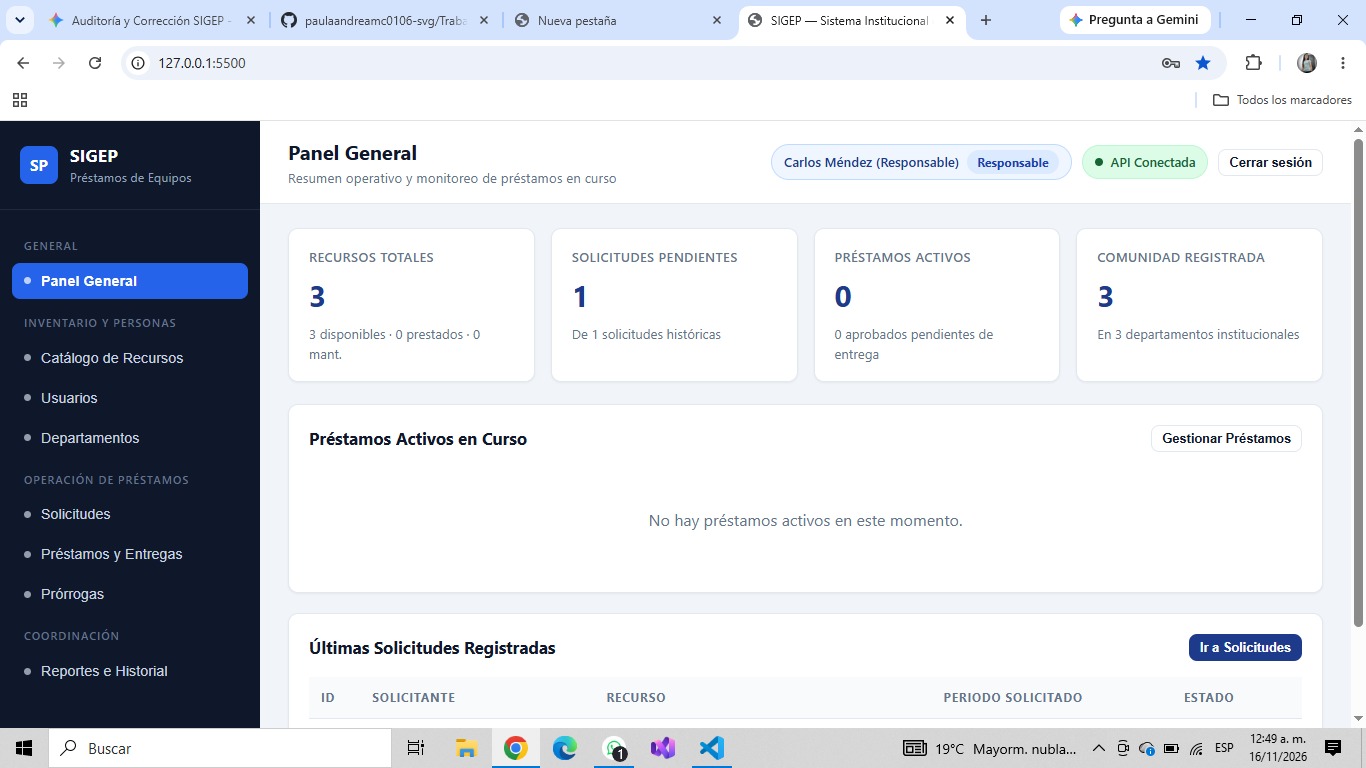 Auditoría y Corrección SIGEP -
paulaandreamc0106-svg/Traba
Nueva pestaña
SIGEP — Sistema Institucional
Pregunta a Gemini
127.0.0.1:5500
Todos los marcadores
SP
SIGEP
Préstamos de Equipos
GENERAL
Panel General
INVENTARIO Y PERSONAS
Catálogo de Recursos
Usuarios
Departamentos
OPERACIÓN DE PRÉSTAMOS
Solicitudes
Préstamos y Entregas
Prórrogas
COORDINACIÓN
Reportes e Historial
Panel General
Resumen operativo y monitoreo de préstamos en curso
Carlos Méndez (Responsable) Responsable
API Conectada
Cerrar sesión
RECURSOS TOTALES
3
3 disponibles · 0 prestados · 0
mant.
SOLICITUDES PENDIENTES
1
De 1 solicitudes históricas
PRÉSTAMOS ACTIVOS
0
0 aprobados pendientes de
entrega
COMUNIDAD REGISTRADA
3
En 3 departamentos institucionales
Préstamos Activos en Curso
Gestionar Préstamos
No hay préstamos activos en este momento.
Últimas Solicitudes Registradas
Ir a Solicitudes
ID SOLICITANTE RECURSO PERIODO SOLICITADO ESTADO
Buscar
1
19°C Mayorm. nubla...
ESP
12:49 a. m.
16/11/2026